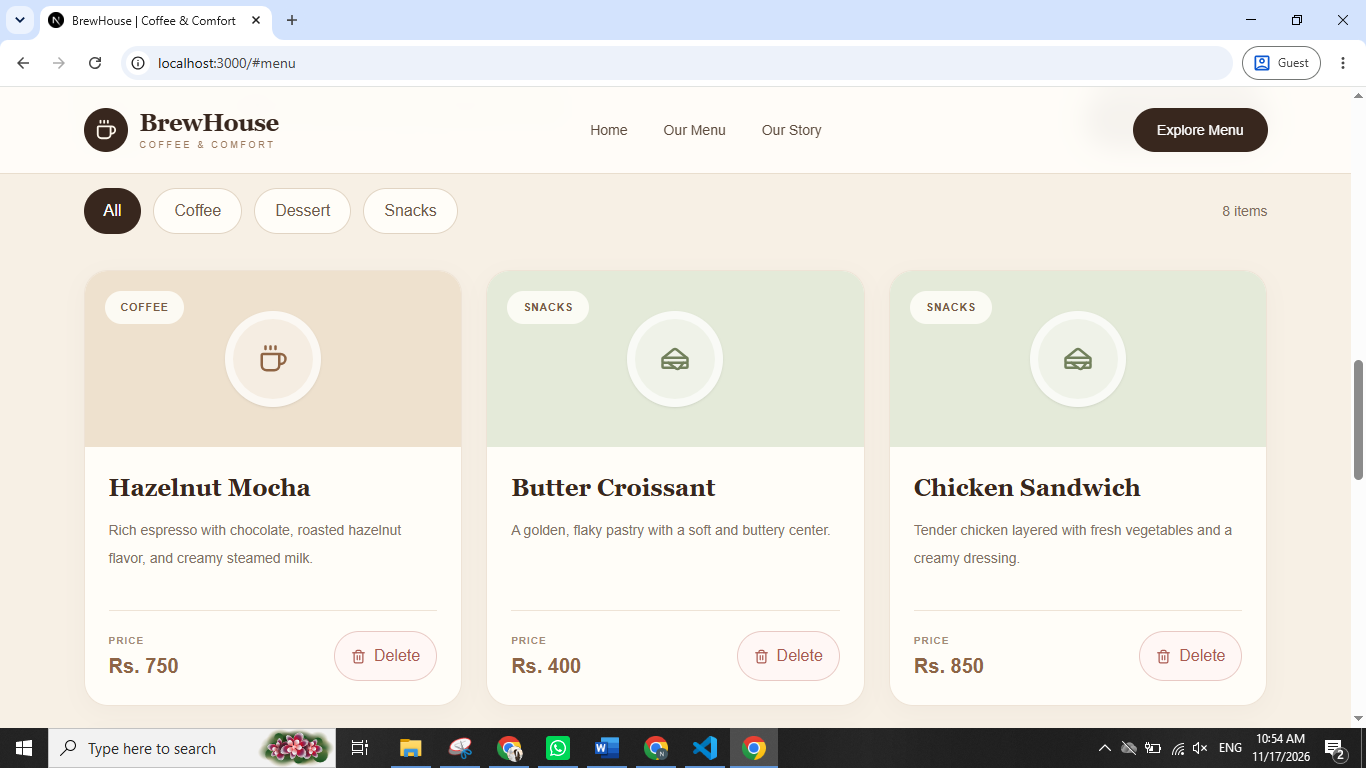 BrewHouse | Coffee & Comfort
localhost:3000/#menu
Guest
BrewHouse
COFFEE & COMFORT
Home
Our Menu
Our Story
Explore Menu
All
Coffee
Dessert
Snacks
8 items
COFFEE
Hazelnut Mocha
Rich espresso with chocolate, roasted hazelnut
flavor, and creamy steamed milk.
PRICE
Rs. 750
Delete
SNACKS
Butter Croissant
A golden, flaky pastry with a soft and buttery center.
PRICE
Rs. 400
Delete
SNACKS
Chicken Sandwich
Tender chicken layered with fresh vegetables and a
creamy dressing.
PRICE
Rs. 850
Delete
Type here to search
ENG
10:54 AM
11/17/2026
2